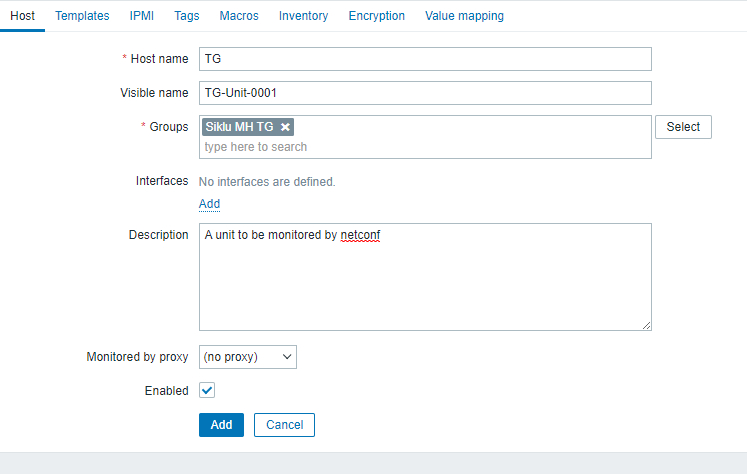 Host Templates IPMI Tags Macros Inventory Encryption Value mapping
* Host name TG
Visible name TG-Unit-0001
* Groups Siklu MH TG ✖ Select
type here to search
Interfaces No interfaces are defined.
Add
Description A unit to be monitored by netconf
Monitored by proxy (no proxy)
Enabled
Add Cancel